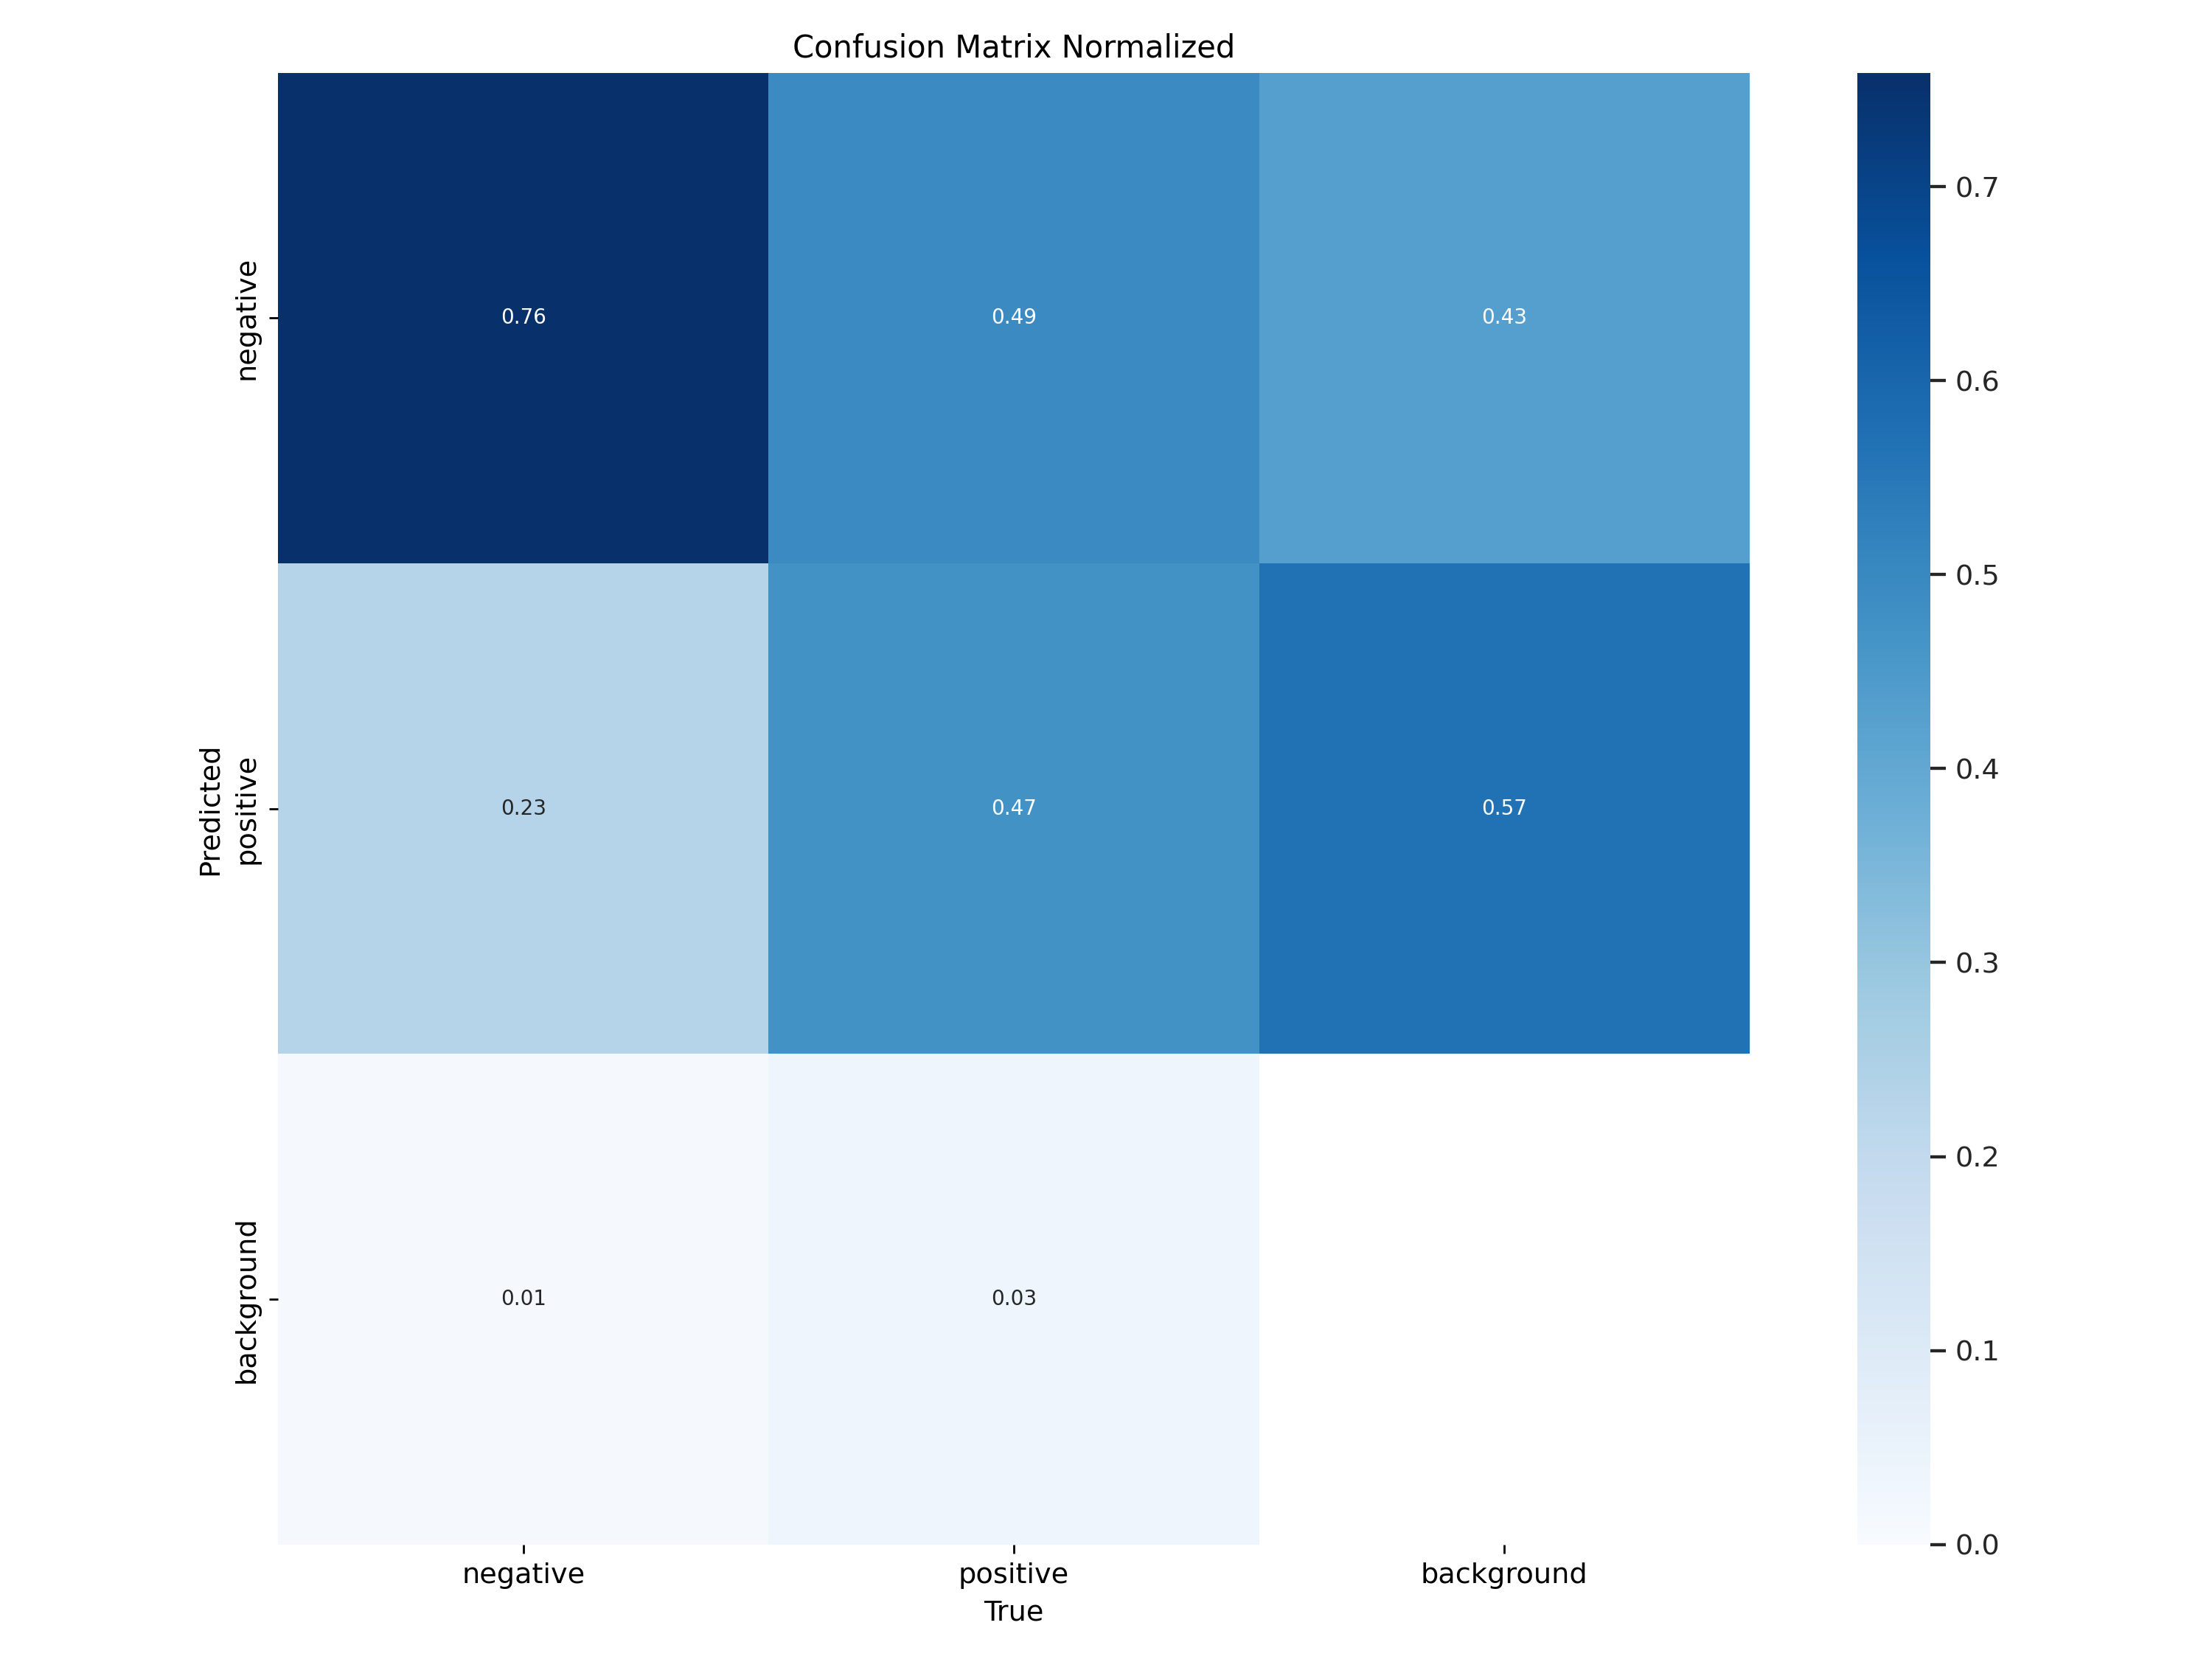 Confusion Matrix Normalized
negative
0.76
0.49
0.43
Predicted
positive
0.23
0.47
0.57
background
0.01
0.03
negative
positive
background
True
0.7
0.6
0.5
0.4
0.3
0.2
0.1
0.0